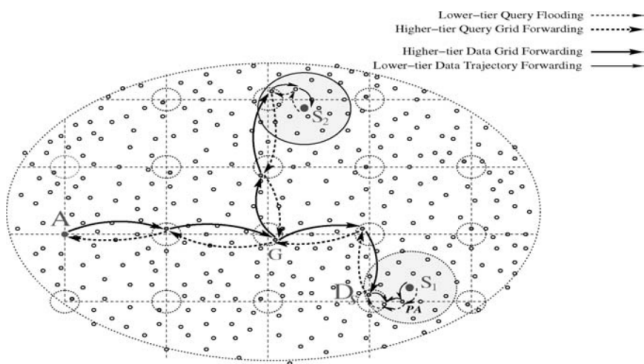 Lower-tier Query Flooding
Higher-tier Query Grid Forwarding
Higher-tier Data Grid Forwarding
Lower-tier Data Trajectory Forwarding
S2
A
G
S1
D
PA